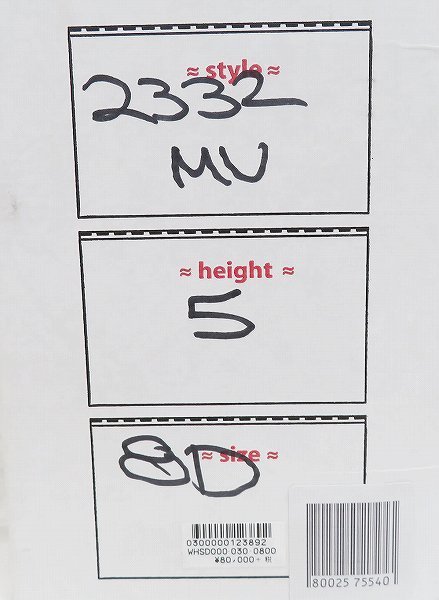 ≈ style ≈
2332
MU
≈ height ≈
5
≈ size ≈
8D
0300000123892
WHSD000 030 0800
¥80,000+税
80025 75540